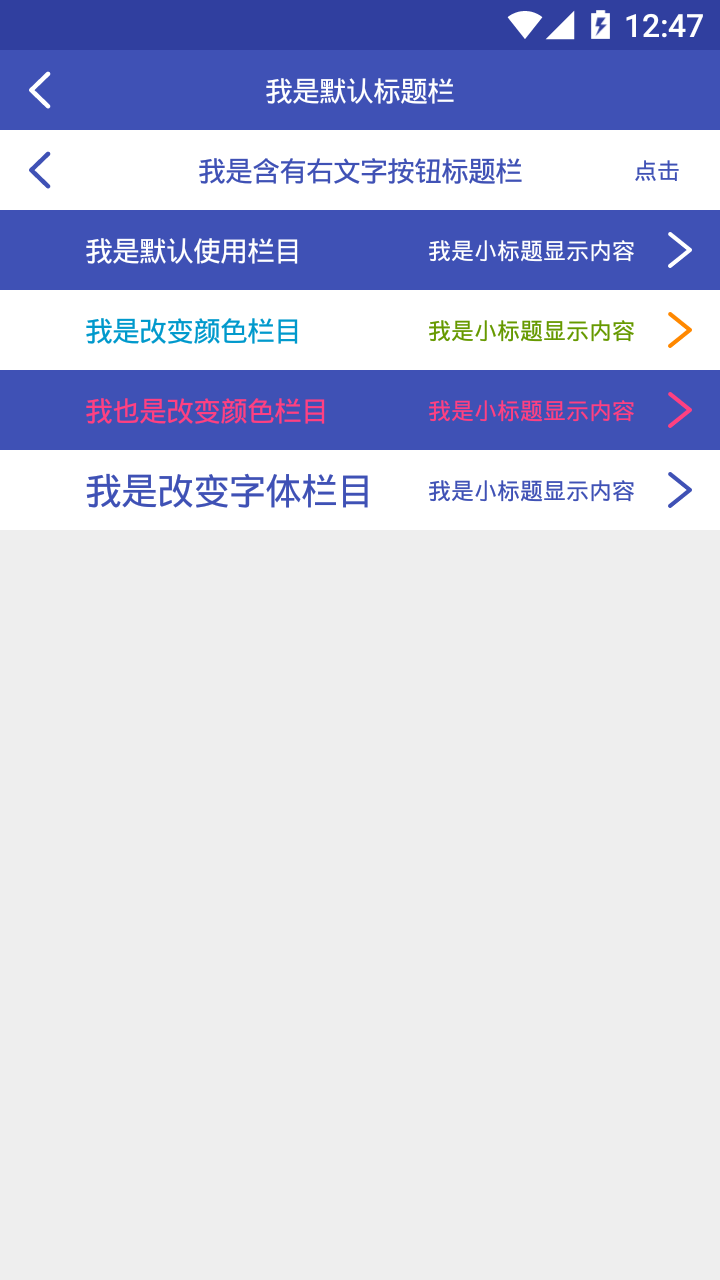 12:47
我是默认标题栏
我是含有右文字按钮标题栏 点击
我是默认使用栏目 我是小标题显示内容
我是改变颜色栏目 我是小标题显示内容
我也是改变颜色栏目 我是小标题显示内容
我是改变字体栏目 我是小标题显示内容